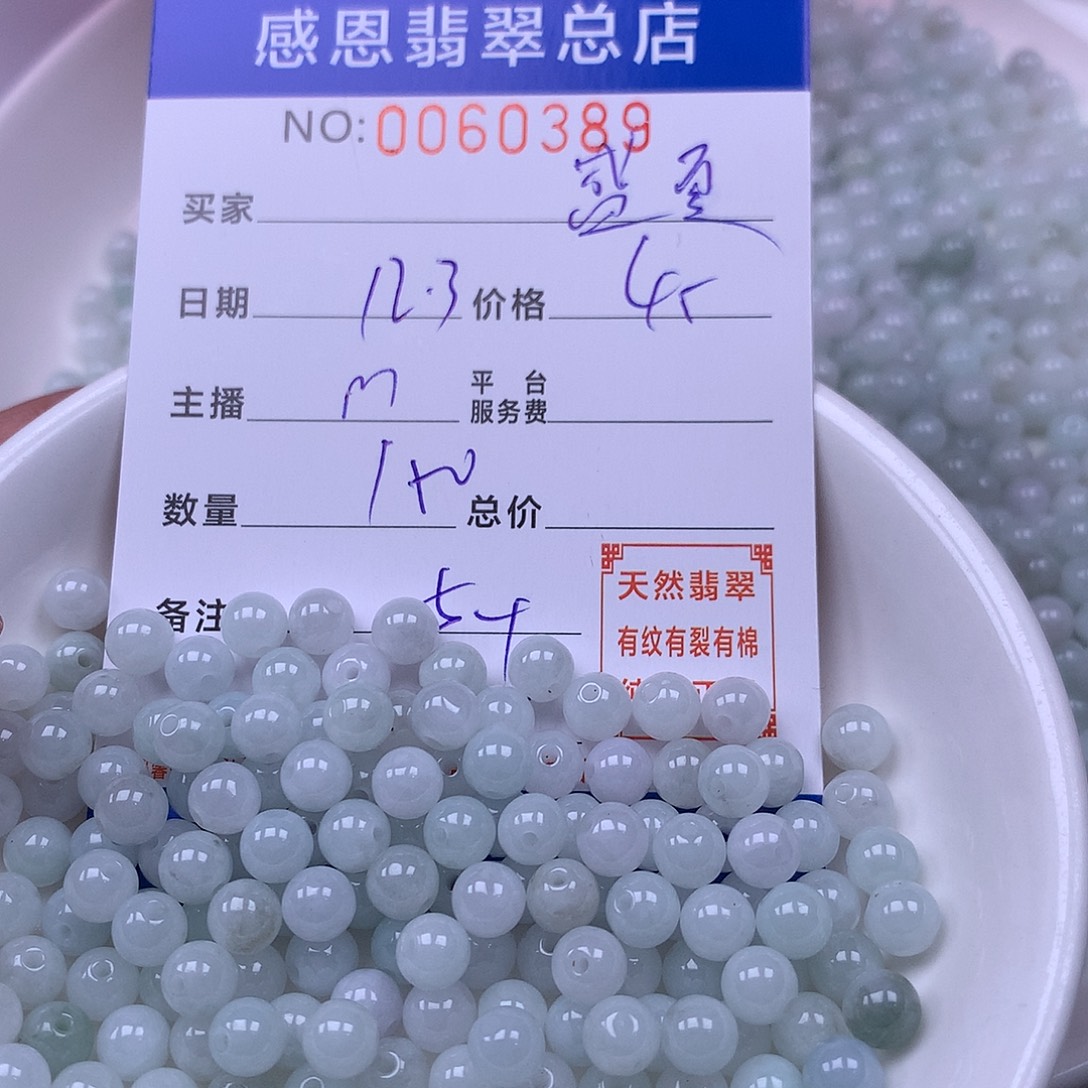 感恩翡翠总店
NO: 0060389
买家 盛夏
日期 12.3 价格 45
主播 m 平台服务费
数量 总价
备注
天然翡翠
有纹有裂有棉